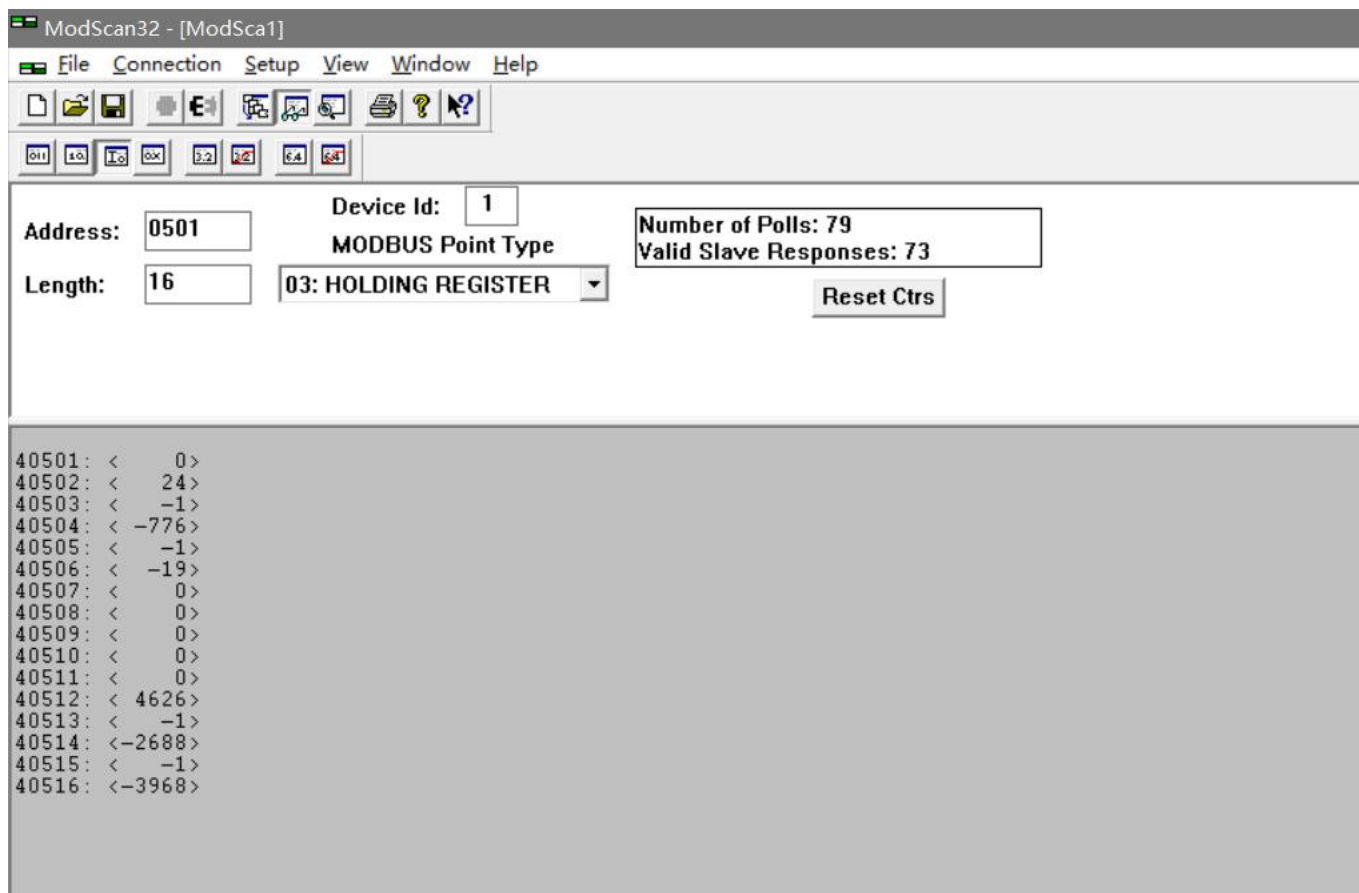 ModScan32 - [ModSca1]
File Connection Setup View Window Help
Address: 0501
Device Id: 1
MODBUS Point Type
Length: 16
03: HOLDING REGISTER
Number of Polls: 79
Valid Slave Responses: 73
Reset Ctrs
40501: <     0>
40502: <    24>
40503: <    -1>
40504: <  -776>
40505: <    -1>
40506: <   -19>
40507: <     0>
40508: <     0>
40509: <     0>
40510: <     0>
40511: <     0>
40512: <  4626>
40513: <    -1>
40514: < -2688>
40515: <    -1>
40516: < -3968>